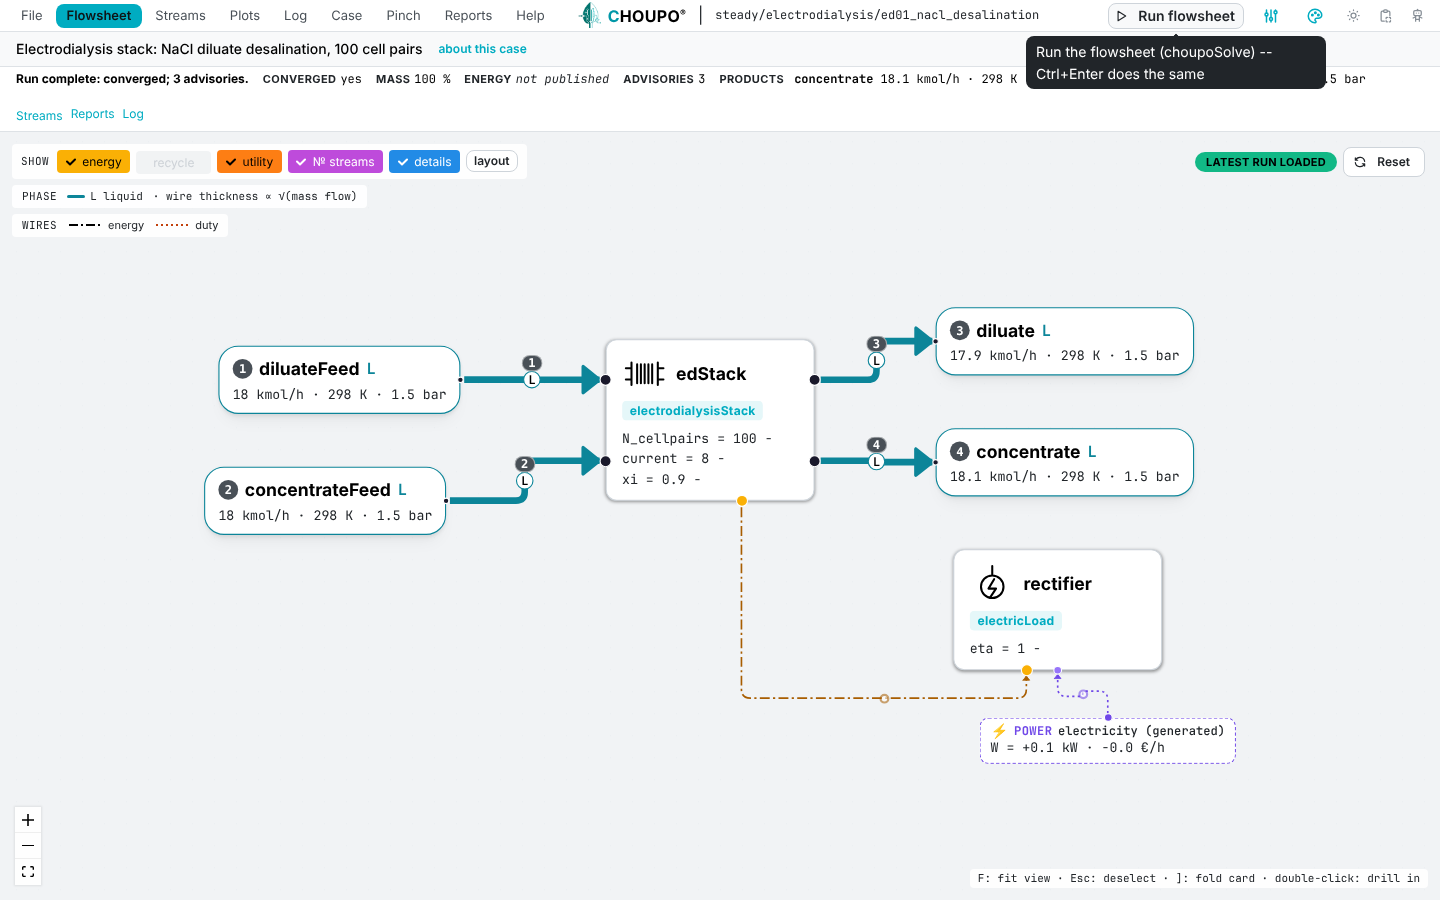 File Flowsheet Streams Plots Log Case Pinch Reports Help CHOUPO® steady/electrodialysis/ed01_nacl_desalination Run flowsheet
Electrodialysis stack: NaCl diluate desalination, 100 cell pairs about this case
Run the flowsheet (choupoSolve) -- Ctrl+Enter does the same
Run complete: converged; 3 advisories. CONVERGED yes MASS 100 % ENERGY not published ADVISORIES 3 PRODUCTS concentrate 18.1 kmol/h · 298 K .5 bar
Streams Reports Log
SHOW energy recycle utility № streams details layout LATEST RUN LOADED Reset
PHASE L liquid · wire thickness ∝ √(mass flow)
WIRES energy duty
1 diluateFeed L
18 kmol/h · 298 K · 1.5 bar
1
L
2 concentrateFeed L
18 kmol/h · 298 K · 1.5 bar
2
L
edStack
electrodialysisStack
N_cellpairs = 100 -
current = 8 -
xi = 0.9 -
3
L
3 diluate L
17.9 kmol/h · 298 K · 1.5 bar
4
L
4 concentrate L
18.1 kmol/h · 298 K · 1.5 bar
rectifier
electricLoad
eta = 1 -
⚡ POWER electricity (generated)
W = +0.1 kW · -0.0 €/h
F: fit view · Esc: deselect · ]: fold card · double-click: drill in